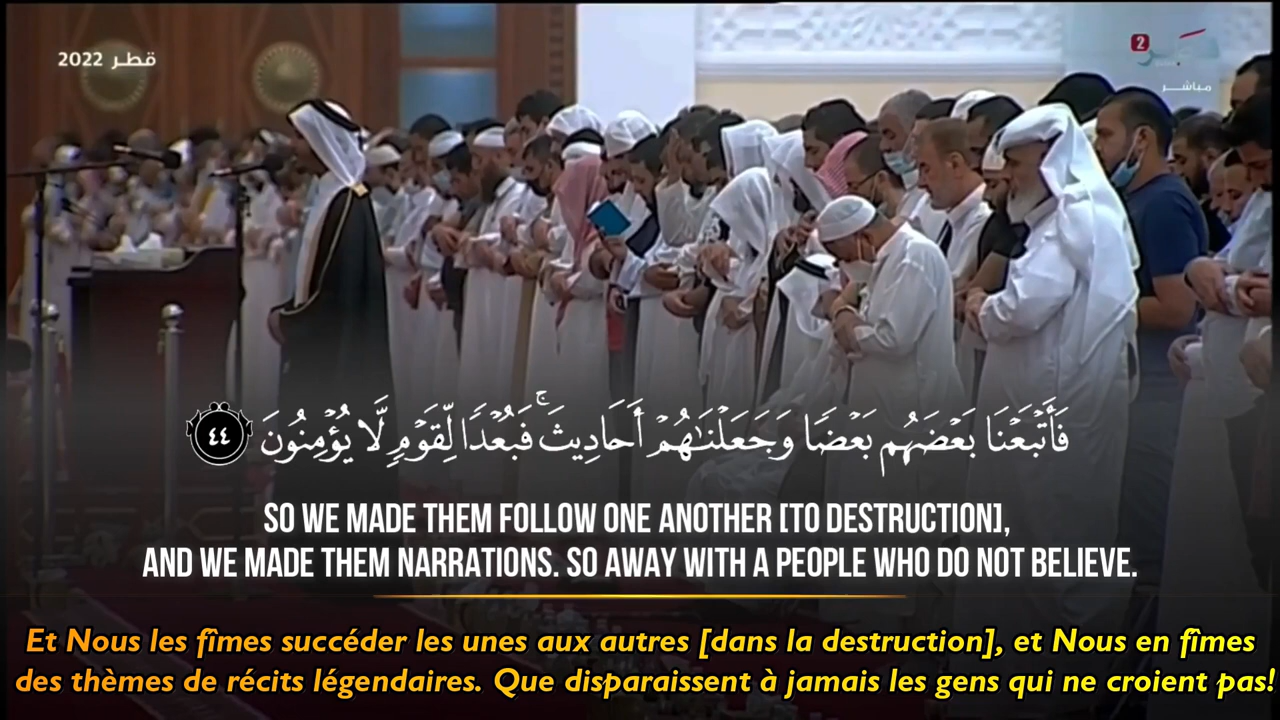 قطر 2022
2
مباشر
فَأَتْبَعْنَا بَعْضَهُم بَعْضًا وَجَعَلْنَـٰهُمْ أَحَادِيثَ ۚ فَبُعْدًا لِّقَوْمٍ لَّا يُؤْمِنُونَ ٤٤
SO WE MADE THEM FOLLOW ONE ANOTHER [TO DESTRUCTION],
AND WE MADE THEM NARRATIONS. SO AWAY WITH A PEOPLE WHO DO NOT BELIEVE.
Et Nous les fîmes succéder les unes aux autres [dans la destruction], et Nous en fîmes
des thèmes de récits légendaires. Que disparaissent à jamais les gens qui ne croient pas!